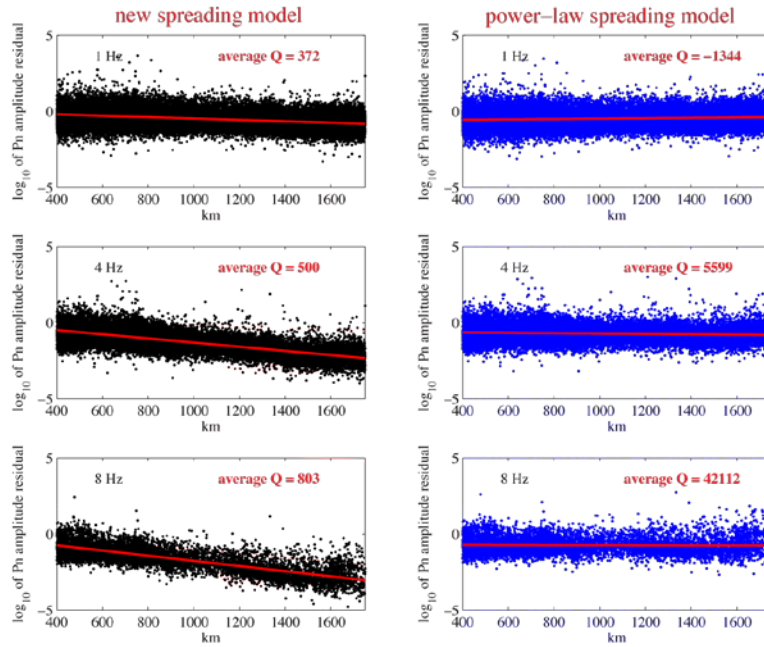 new spreading model
power-law spreading model
1 Hz
average Q = 372
5
0
−5
log10 of Pn amplitude residual
400 600 800 1000 1200 1400 1600
km
1 Hz
average Q = −1344
5
0
−5
log10 of Pn amplitude residual
400 600 800 1000 1200 1400 1600
km
4 Hz
average Q = 500
5
0
−5
log10 of Pn amplitude residual
400 600 800 1000 1200 1400 1600
km
4 Hz
average Q = 5599
5
0
−5
log10 of Pn amplitude residual
400 600 800 1000 1200 1400 1600
km
8 Hz
average Q = 803
5
0
−5
log10 of Pn amplitude residual
400 600 800 1000 1200 1400 1600
km
8 Hz
average Q = 42112
5
0
−5
log10 of Pn amplitude residual
400 600 800 1000 1200 1400 1600
km